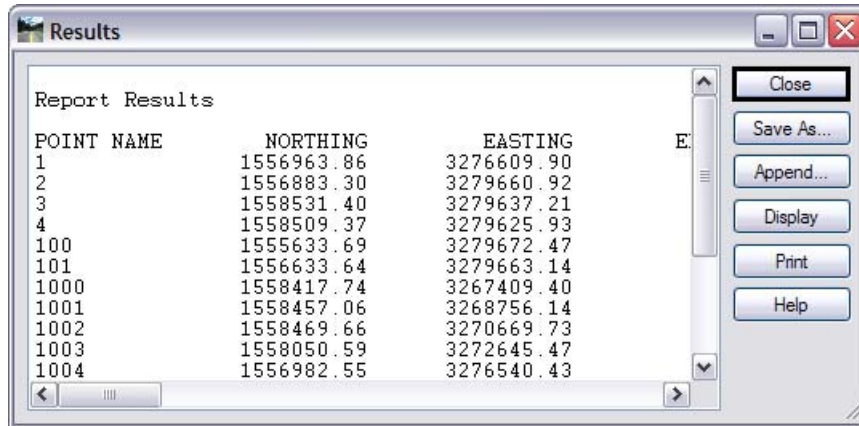 Results
Report Results
POINT NAME NORTHING EASTING E
1 1556963.86 3276609.90
2 1556883.30 3279660.92
3 1558531.40 3279637.21
4 1558509.37 3279625.93
100 1555633.69 3279672.47
101 1556633.64 3279663.14
1000 1558417.74 3267409.40
1001 1558457.06 3268756.14
1002 1558469.66 3270669.73
1003 1558050.59 3272645.47
1004 1556982.55 3276540.43
Close
Save As...
Append...
Display
Print
Help